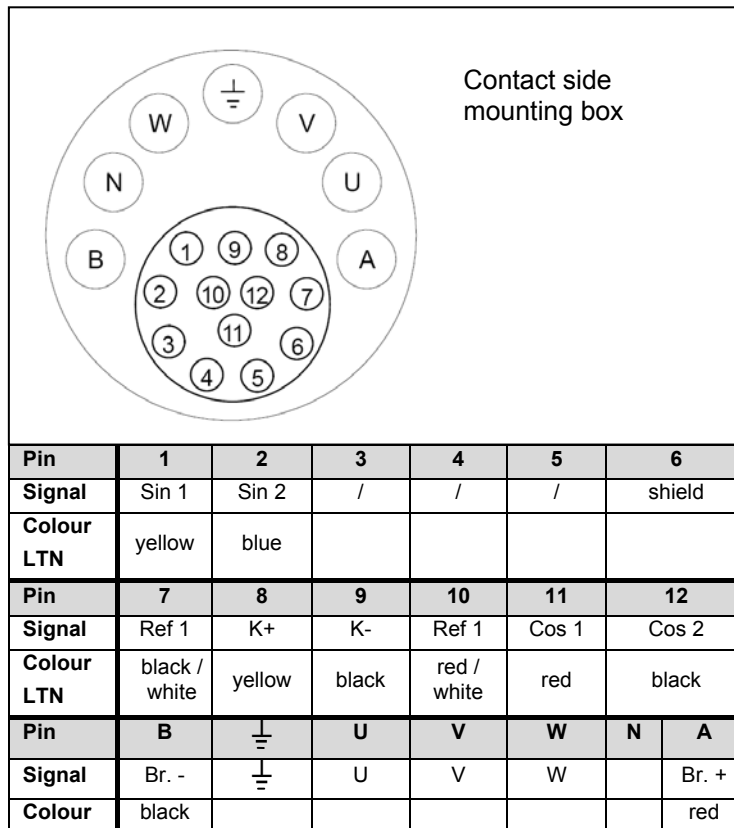 Contact side
mounting box
W ⏚ V
N U
B A
1 9 8
2 10 12 7
11
3 6
4 5
Pin 1 2 3 4 5 6
Signal Sin 1 Sin 2 / / / shield
Colour
LTN
yellow blue
Pin 7 8 9 10 11 12
Signal Ref 1 K+ K- Ref 1 Cos 1 Cos 2
Colour
LTN
black /
white
yellow black
red /
white
red black
Pin B ⏚ U V W N A
Signal Br. - ⏚ U V W Br. +
Colour black red